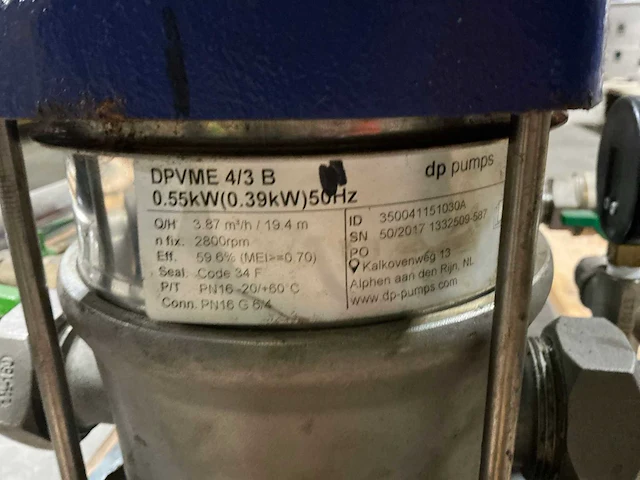 DPVME 4/3 B
0.55kW(0.39kW)50Hz
dp pumps
Q/H 3.87 m³/h / 19.4 m
n fix: 2800rpm
Eff. 59.6% (MEI>=0.70)
Seal: Code 34 F
P/T PN16 -20/+60°C
Conn. PN16 G 6/4
ID 350041151030A
SN 50/2017 1332509-587
PO
Kalkovenweg 13
Alphen aan den Rijn, NL
www.dp-pumps.com